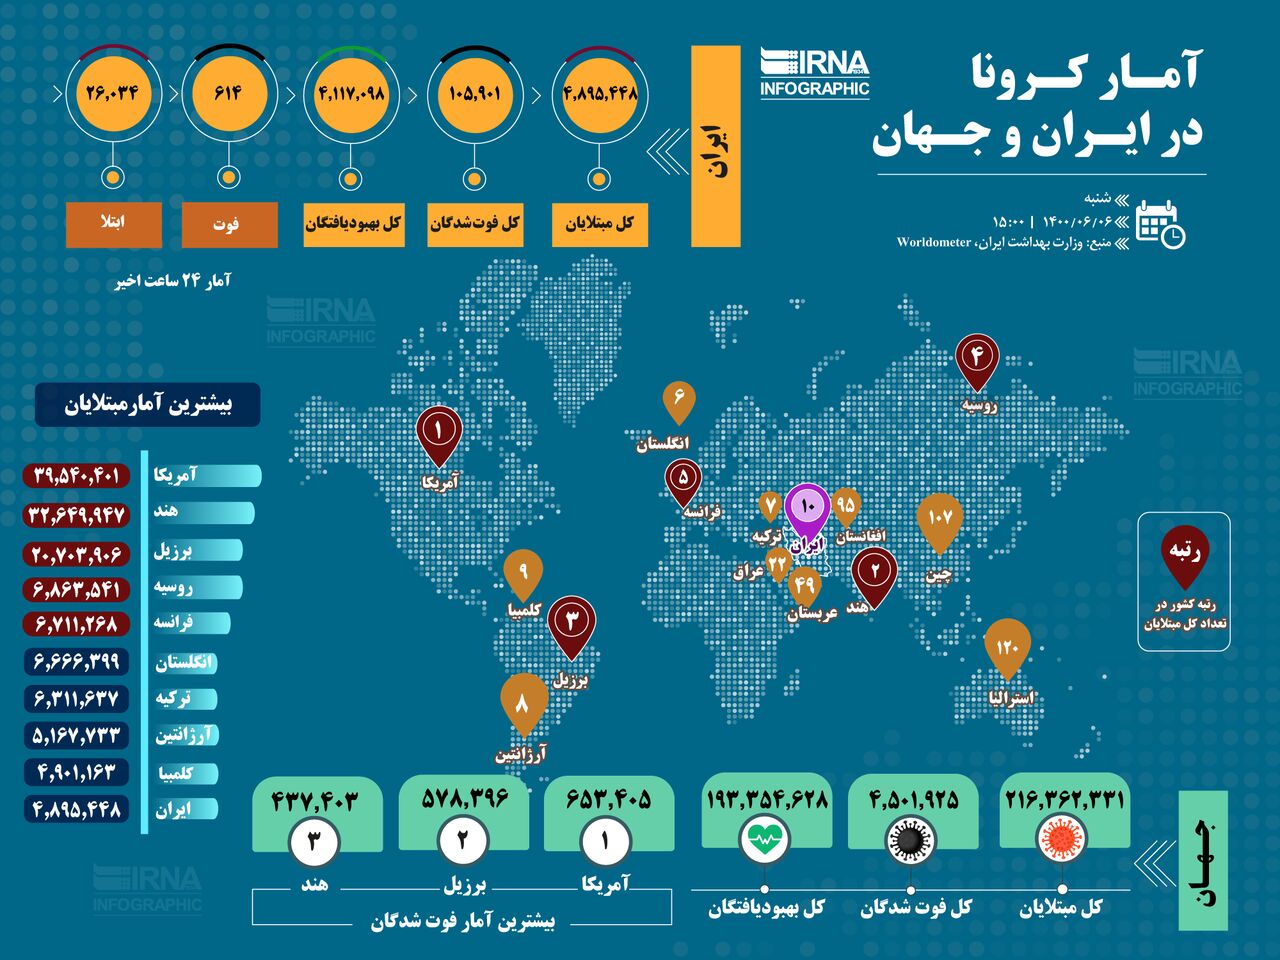 آمـار کـرونا
در ایـران و جـهان
IRNA
INFOGRAPHIC
شنبه
۱۴۰۰/۰۶/۰۶ | ۱۵:۰۰
منبع: وزارت بهداشت ایران، Worldometer
ایران
۴,۸۹۵,۴۴۸
کل مبتلایان
۱۰۵,۹۰۱
کل فوت‌شدگان
۴,۱۱۷,۰۹۸
کل بهبودیافتگان
۶۱۴
فوت
۲۶,۰۳۴
ابتلا
آمار ۲۴ ساعت اخیر
IRNA
INFOGRAPHIC
IRNA
INFOGRAPHIC
۴
روسیه
۶
انگلستان
۱
آمریکا
۵
فرانسه
۷
ترکیه
۱۰
ایران
۹۵
افغانستان
۱۰۷
چین
۲۲
عراق
۴۹
عربستان
۲
هند
۹
کلمبیا
۳
برزیل
۱۲۰
استرالیا
۸
آرژانتین
رتبه
رتبه کشور در
تعداد کل مبتلایان
بیشترین آمارمبتلایان
آمریکا ۳۹,۵۴۰,۴۰۱
هند ۳۲,۶۴۹,۹۴۷
برزیل ۲۰,۷۰۳,۹۰۶
روسیه ۶,۸۶۳,۵۴۱
فرانسه ۶,۷۱۱,۲۶۸
انگلستان ۶,۶۶۶,۳۹۹
ترکیه ۶,۳۱۱,۶۳۷
آرژانتین ۵,۱۶۷,۷۳۳
کلمبیا ۴,۹۰۱,۱۶۳
ایران ۴,۸۹۵,۴۴۸
جـهـان
۲۱۶,۳۶۲,۳۳۱
کل مبتلایان
۴,۵۰۱,۹۲۵
کل فوت شدگان
۱۹۳,۳۵۴,۶۲۸
کل بهبودیافتگان
۶۵۳,۴۰۵
۱
آمریکا
۵۷۸,۳۹۶
۲
برزیل
۴۳۷,۴۰۳
۳
هند
بیشترین آمار فوت شدگان
IRNA
INFOGRAPHIC